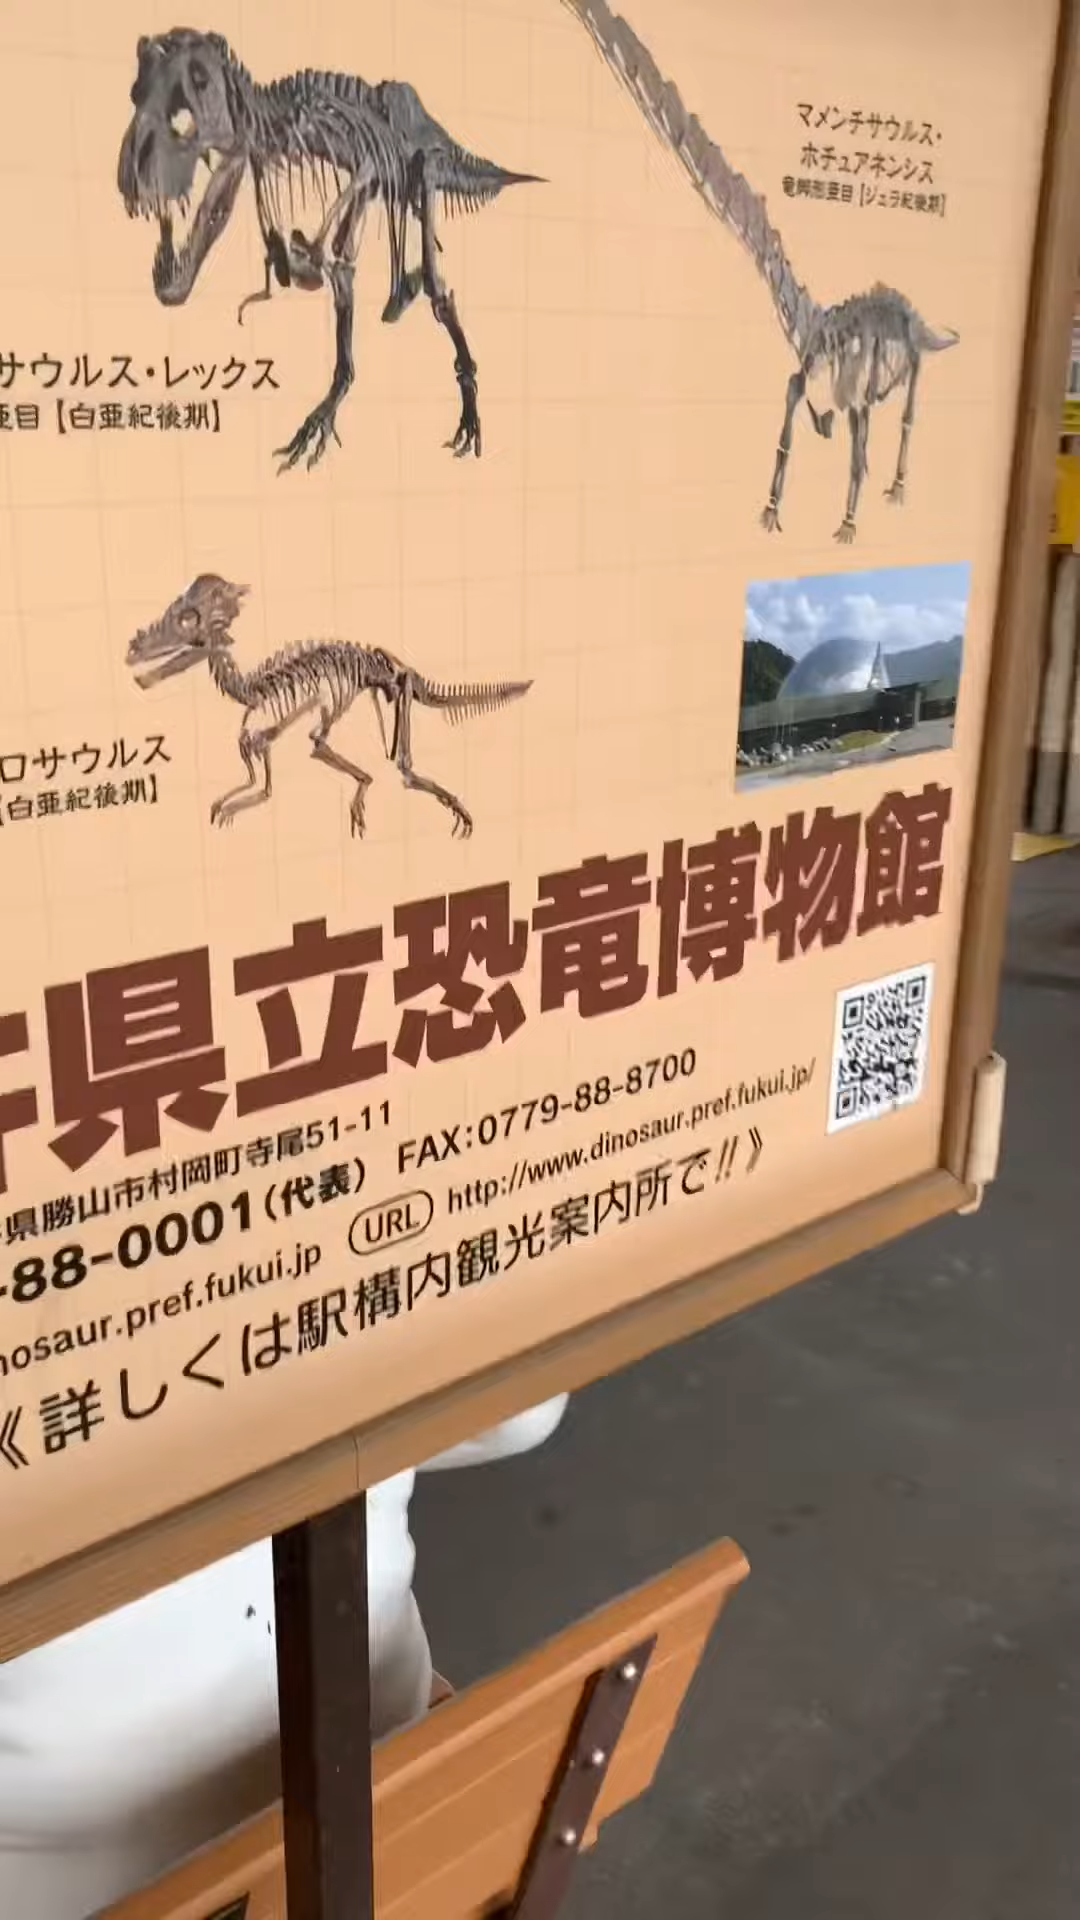 マメンチサウルス・
ホチュアネンシス
竜脚形亜目【ジュラ紀後期】
サウルス・レックス
亜目【白亜紀後期】
ロサウルス
【白亜紀後期】
県立恐竜博物館
県勝山市村岡町寺尾51-11
-88-0001(代表) FAX:0779-88-8700
nosaur.pref.fukui.jp URL http://www.dinosaur.pref.fukui.jp/
《詳しくは駅構内観光案内所で!!》